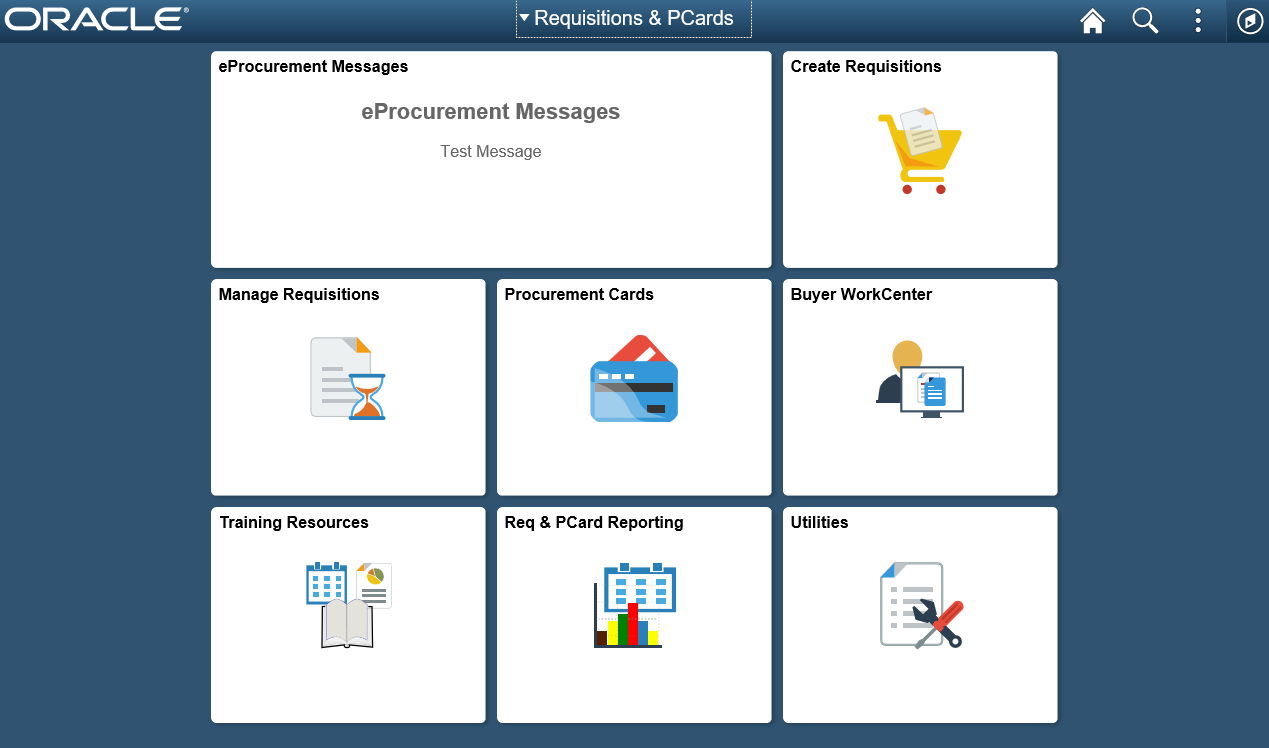 ORACLE®
Requisitions & PCards
eProcurement Messages
eProcurement Messages
Test Message
Create Requisitions
Manage Requisitions
Procurement Cards
Buyer WorkCenter
Training Resources
Req & PCard Reporting
Utilities